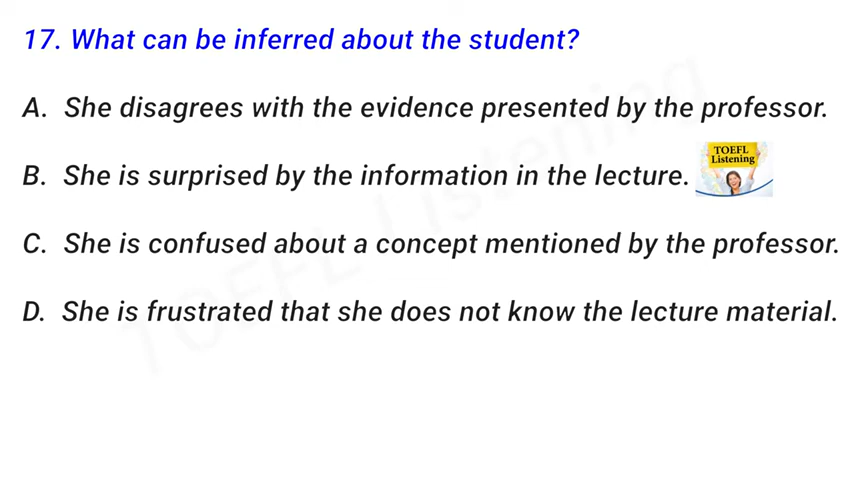 17. What can be inferred about the student?
A. She disagrees with the evidence presented by the professor.
B. She is surprised by the information in the lecture.
TOEFL
Listening
C. She is confused about a concept mentioned by the professor.
D. She is frustrated that she does not know the lecture material.
TOEFL Listening